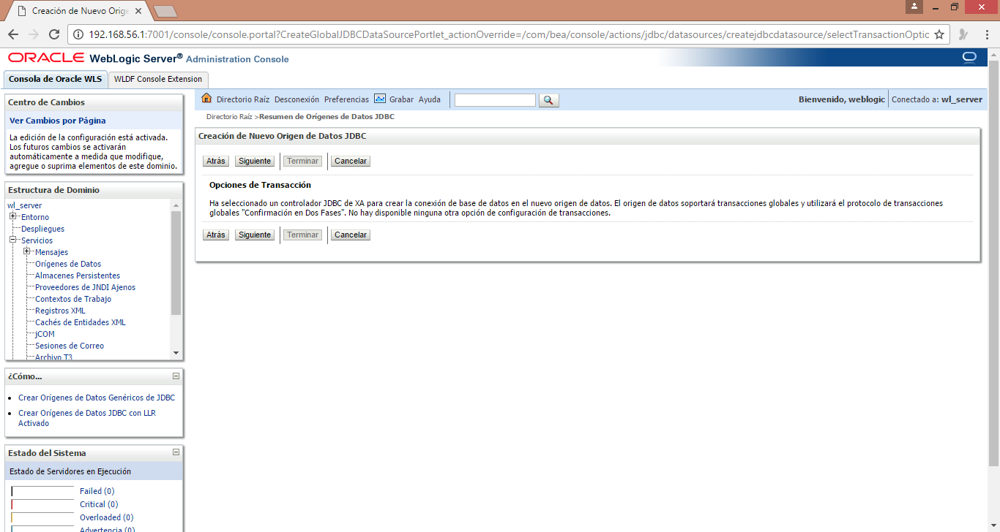 Creación de Nuevo Orige
192.168.56.1:7001/console/console.portal?CreateGlobalJDBCDataSourcePortlet_actionOverride=/com/bea/console/actions/jdbc/datasources/createjdbcdatasource/selectTransactionOptio
ORACLE WebLogic Server® Administration Console
Consola de Oracle WLS
WLDF Console Extension
Centro de Cambios
Ver Cambios por Página
La edición de la configuración está activada.
Los futuros cambios se activarán
automáticamente a medida que modifique,
agregue o suprima elementos de este dominio.
Estructura de Dominio
wl_server
Entorno
Despliegues
Servicios
Mensajes
Orígenes de Datos
Almacenes Persistentes
Proveedores de JNDI Ajenos
Contextos de Trabajo
Registros XML
Cachés de Entidades XML
jCOM
Sesiones de Correo
Archivo T3
¿Cómo...
Crear Orígenes de Datos Genéricos de JDBC
Crear Orígenes de Datos JDBC con LLR
Activado
Estado del Sistema
Estado de Servidores en Ejecución
Failed (0)
Critical (0)
Overloaded (0)
Advertencia (0)
Directorio Raíz Desconexión Preferencias Grabar Ayuda
Bienvenido, weblogic Conectado a: wl_server
Directorio Raíz >Resumen de Orígenes de Datos JDBC
Creación de Nuevo Origen de Datos JDBC
Atrás Siguiente Terminar Cancelar
Opciones de Transacción
Ha seleccionado un controlador JDBC de XA para crear la conexión de base de datos en el nuevo origen de datos. El origen de datos soportará transacciones globales y utilizará el protocolo de transacciones
globales "Confirmación en Dos Fases". No hay disponible ninguna otra opción de configuración de transacciones.
Atrás Siguiente Terminar Cancelar